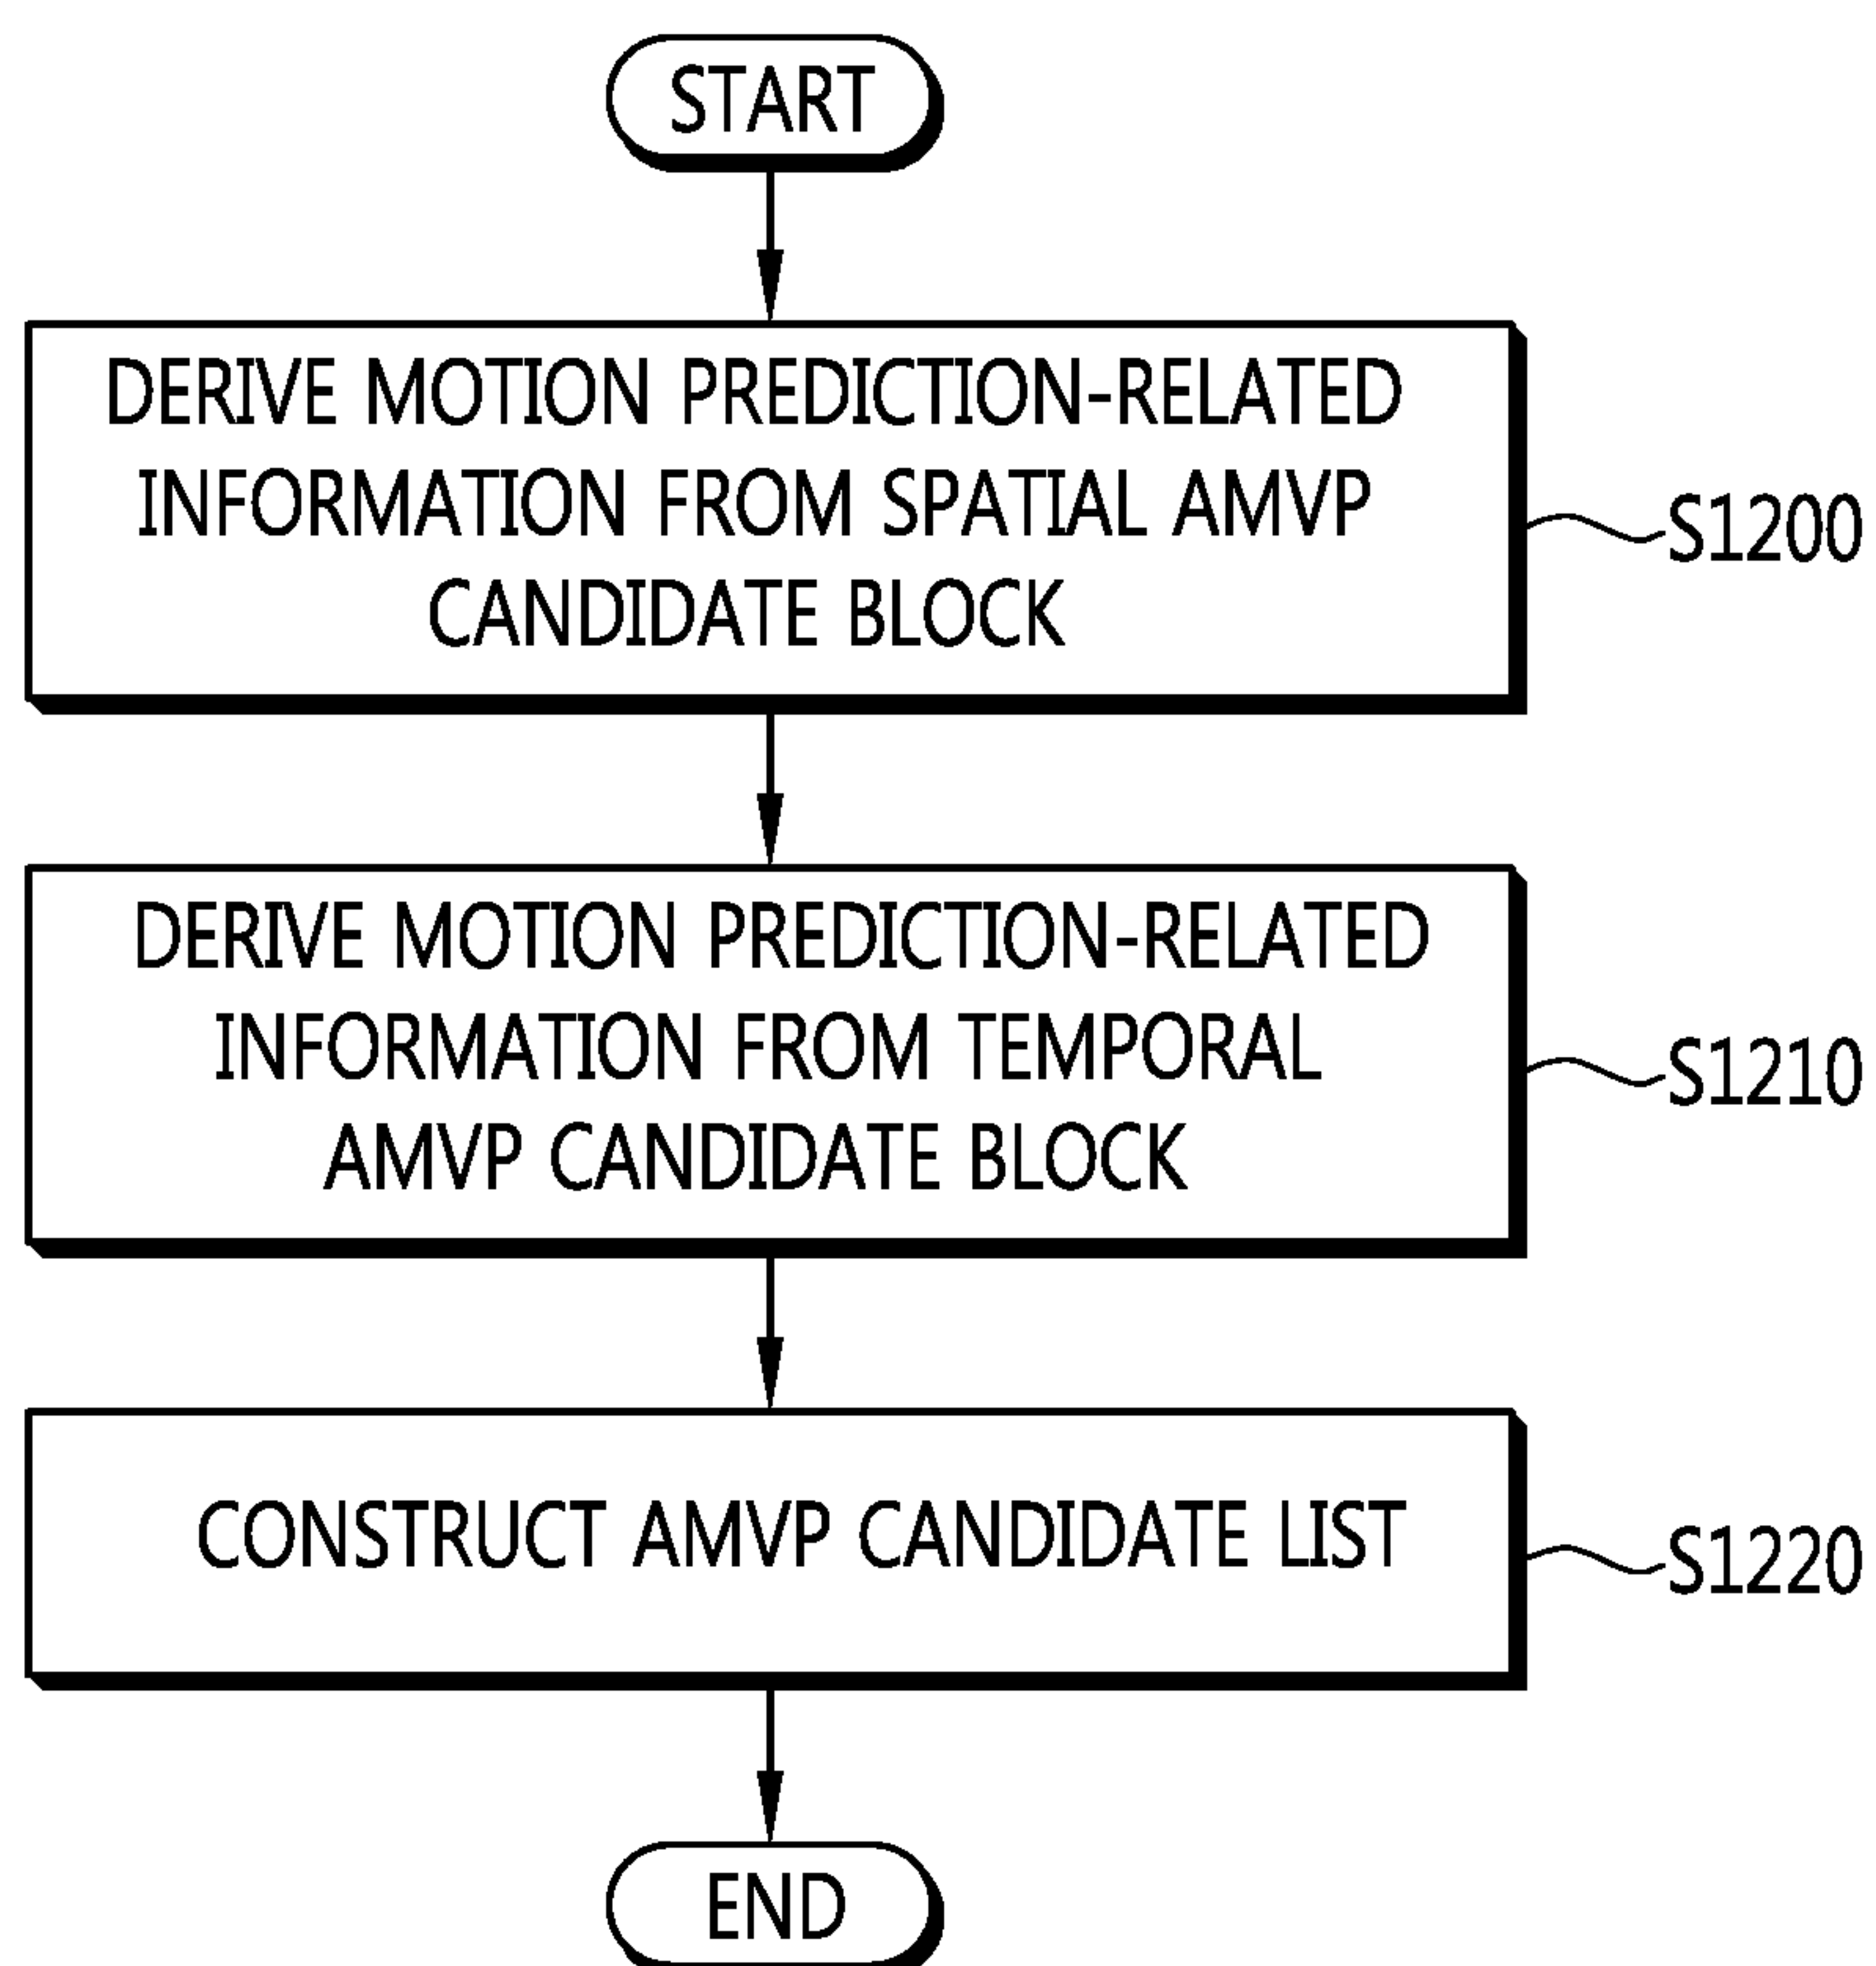 START
DERIVE MOTION PREDICTION-RELATED
INFORMATION FROM SPATIAL AMVP
CANDIDATE BLOCK
S1200
DERIVE MOTION PREDICTION-RELATED
INFORMATION FROM TEMPORAL
AMVP CANDIDATE BLOCK
S1210
CONSTRUCT AMVP CANDIDATE LIST
S1220
END